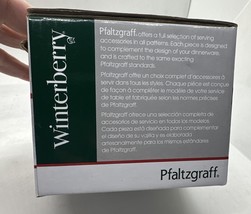 Winterberry
Pfaltzgraff offers a full selection of serving
accessories in all patterns. Each piece is designed
to complement the design of your dinnerware,
and is crafted to the same exacting
Pfaltzgraff standards.
Pfaltzgraff offre un choix complet d'accessoires à
servir dans tous les styles. Chaque pièce est conçue
de façon à compléter le modèle de votre service
de table et fabriquée selon les normes précises
de Pfaltzgraff.
Pfaltzgraff ofrece una selección completa de
accesorios de servicio en todos los modelos.
Cada pieza está diseñada para complementar
el diseño de su vajilla y es elaborada
artesanalmente para los mismos estándares
de Pfaltzgraff.
Pfaltzgraff.